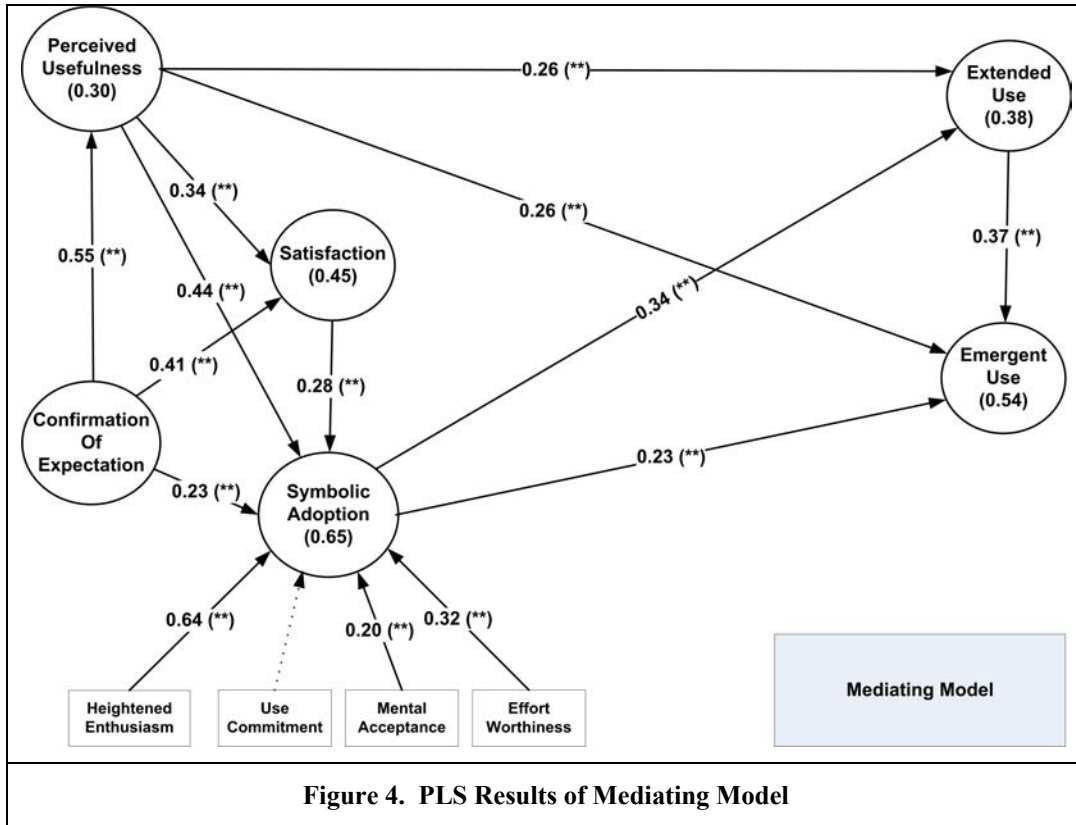 Perceived
Usefulness
(0.30)
0.26 (**)
Extended
Use
(0.38)
0.34 (**)
0.26 (**)
0.37 (**)
0.55 (**)
Satisfaction
(0.45)
0.44 (**)
0.34 (**)
0.41 (**)
0.28 (**)
Emergent
Use
(0.54)
Confirmation
Of
Expectation
0.23 (**)
0.23 (**)
Symbolic
Adoption
(0.65)
0.64 (**)
0.20 (**)
0.32 (**)
Heightened
Enthusiasm
Use
Commitment
Mental
Acceptance
Effort
Worthiness
Mediating Model
Figure 4. PLS Results of Mediating Model